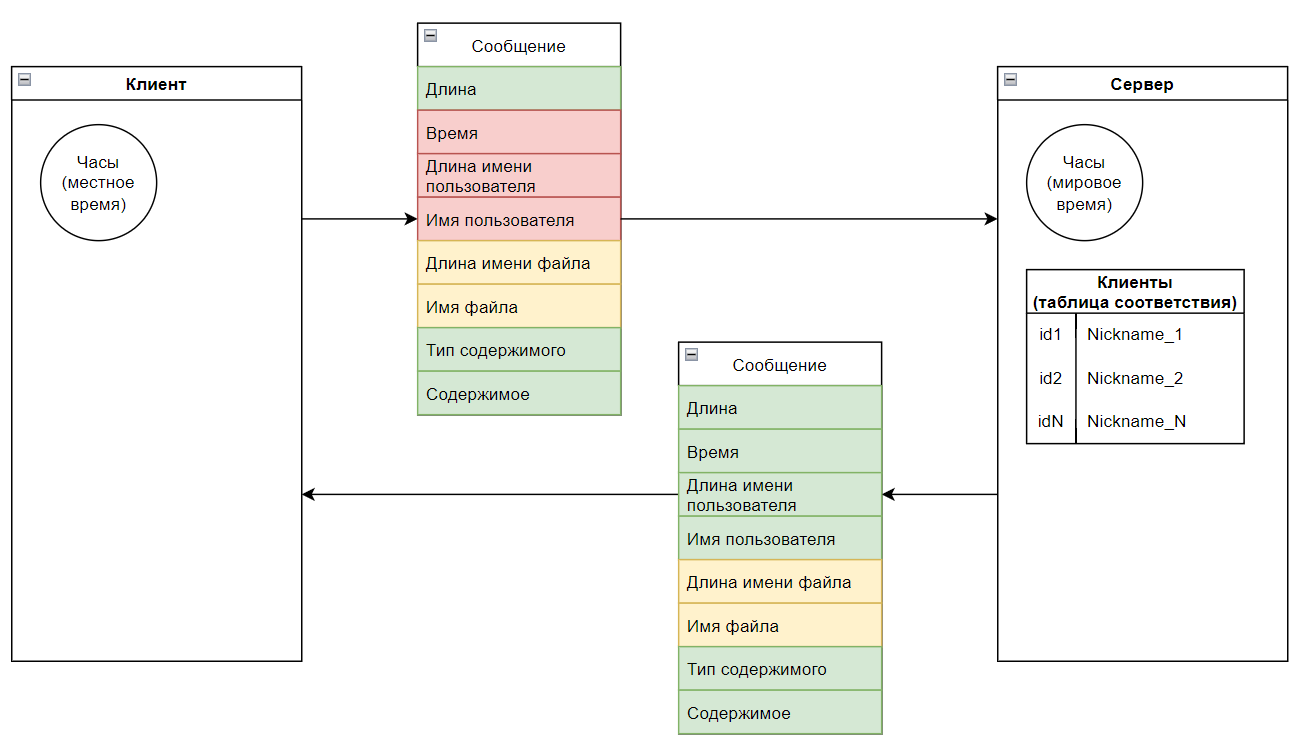 Клиент
Часы
(местное
время)
Сообщение
Длина
Время
Длина имени
пользователя
Имя пользователя
Длина имени файла
Имя файла
Тип содержимого
Содержимое
Сообщение
Длина
Время
Длина имени
пользователя
Имя пользователя
Длина имени файла
Имя файла
Тип содержимого
Содержимое
Сервер
Часы
(мировое
время)
Клиенты
(таблица соответствия)
id1 Nickname_1
id2 Nickname_2
idN Nickname_N